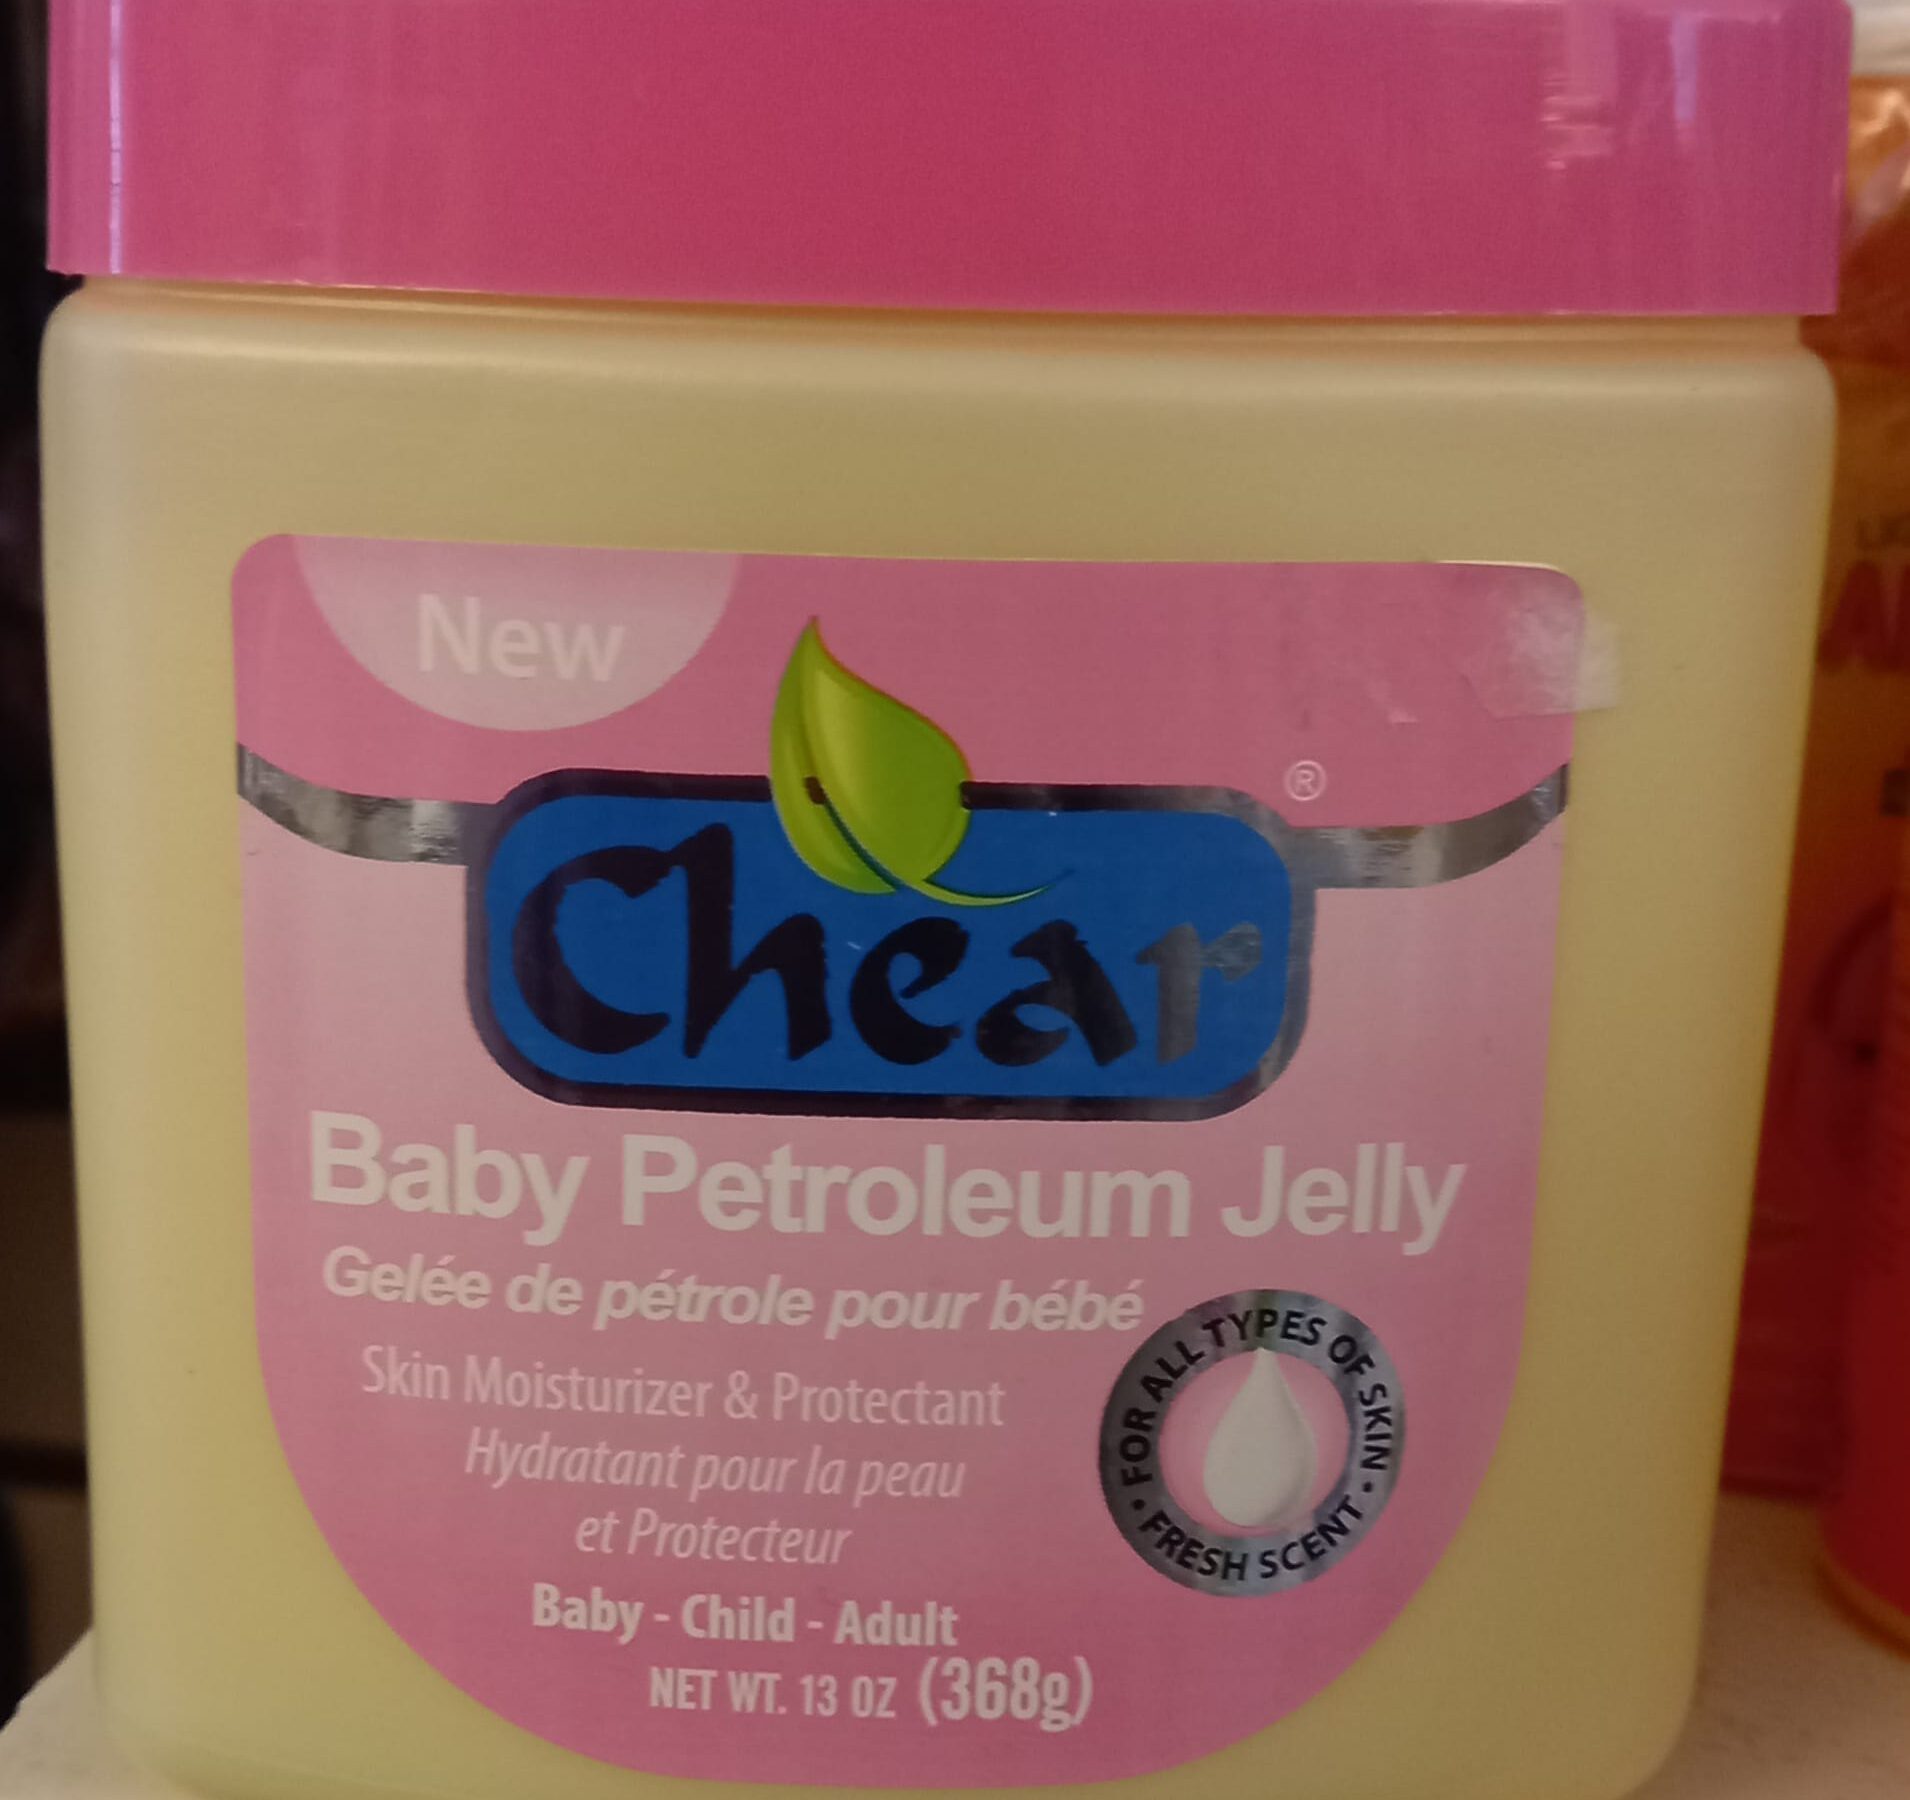 New
Chear
®
Baby Petroleum Jelly
Gelée de pétrole pour bébé
Skin Moisturizer & Protectant
Hydratant pour la peau
et Protecteur
• FOR ALL TYPES OF SKIN •
FRESH SCENT
Baby - Child - Adult
NET WT. 13 OZ (368g)